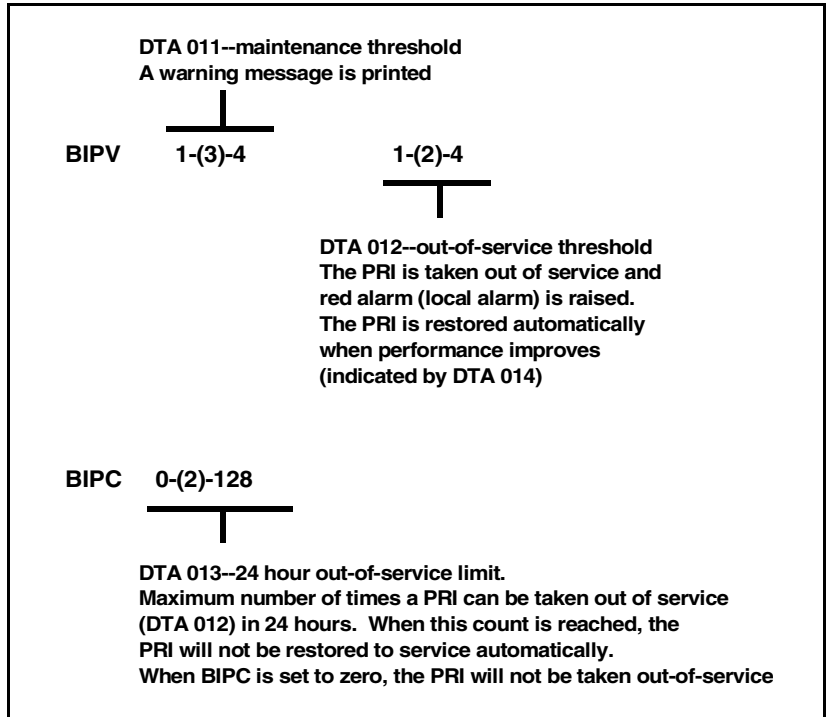 DTA 011--maintenance threshold
A warning message is printed
BIPV 1-(3)-4 1-(2)-4
DTA 012--out-of-service threshold
The PRI is taken out of service and
red alarm (local alarm) is raised.
The PRI is restored automatically
when performance improves
(indicated by DTA 014)
BIPC 0-(2)-128
DTA 013--24 hour out-of-service limit.
Maximum number of times a PRI can be taken out of service
(DTA 012) in 24 hours. When this count is reached, the
PRI will not be restored to service automatically.
When BIPC is set to zero, the PRI will not be taken out-of-service